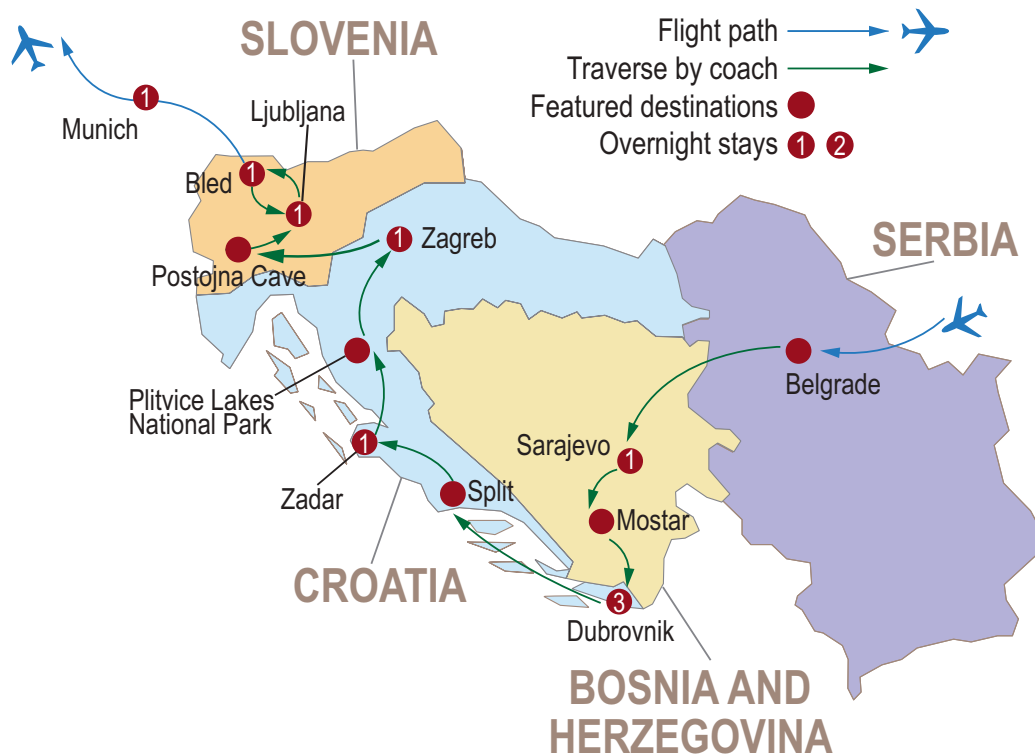 SLOVENIA
Flight path
Traverse by coach
Featured destinations
Overnight stays 1 2
1
Munich
Ljubljana
Bled
1
1
Postojna Cave
1 Zagreb
SERBIA
Belgrade
Plitvice Lakes
National Park
1
Zadar
Split
Sarajevo
1
Mostar
CROATIA
3
Dubrovnik
BOSNIA AND
HERZEGOVINA